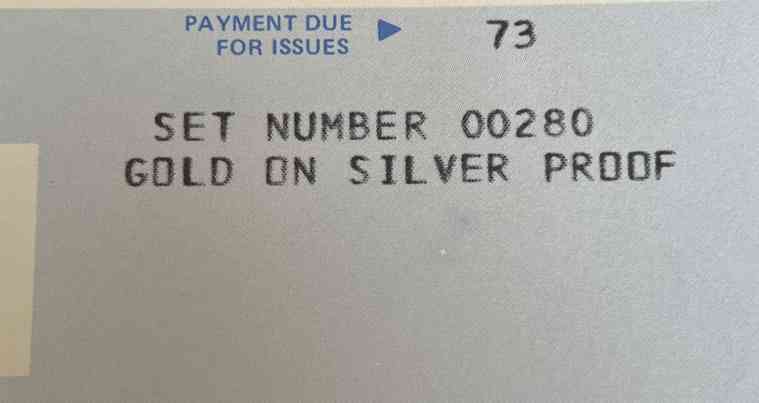 PAYMENT DUE
FOR ISSUES ▶ 73
SET NUMBER 00280
GOLD ON SILVER PROOF